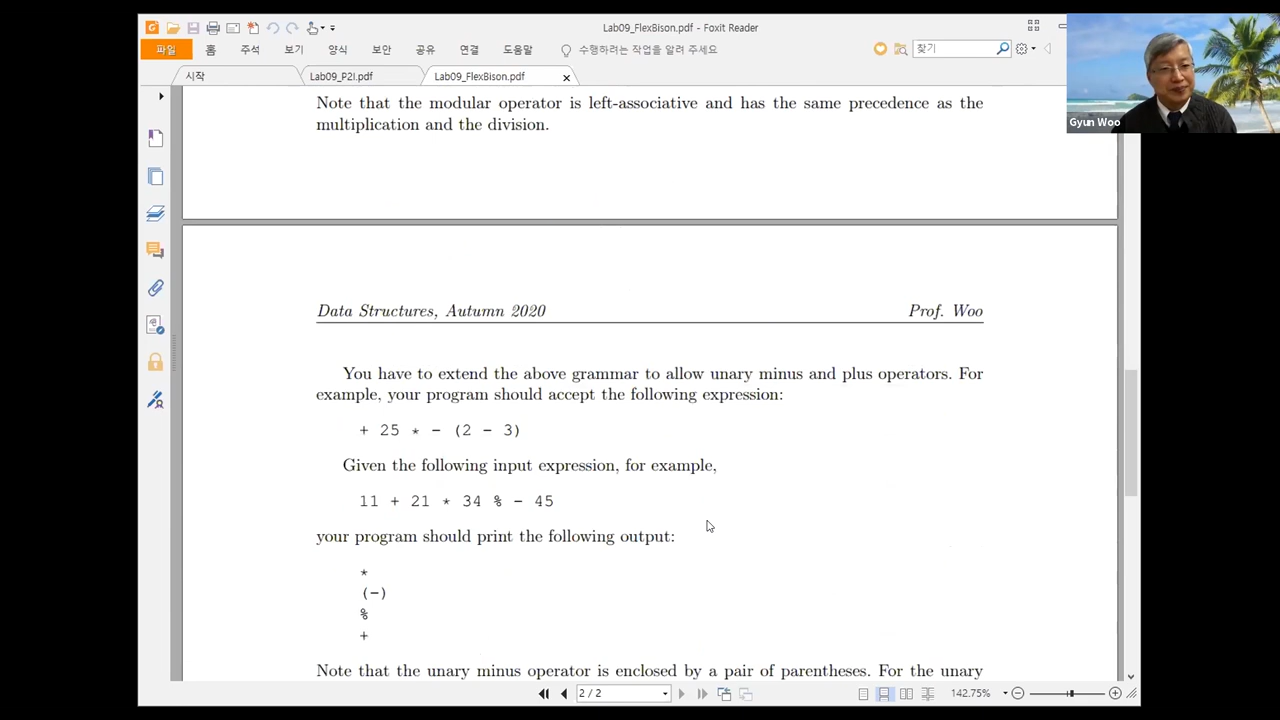 Lab09_FlexBison.pdf - Foxit Reader
파일 홈 주석 보기 양식 보안 공유 연결 도움말 수행하려는 작업을 알려 주세요 찾기
시작 Lab09_P2I.pdf Lab09_FlexBison.pdf
Gyun Woo
Note that the modular operator is left-associative and has the same precedence as the
multiplication and the division.
Data Structures, Autumn 2020 Prof. Woo
You have to extend the above grammar to allow unary minus and plus operators. For
example, your program should accept the following expression:
+ 25 * - (2 - 3)
Given the following input expression, for example,
11 + 21 * 34 % - 45
your program should print the following output:
*
(-)
%
+
Note that the unary minus operator is enclosed by a pair of parentheses. For the unary
2 / 2 142.75%